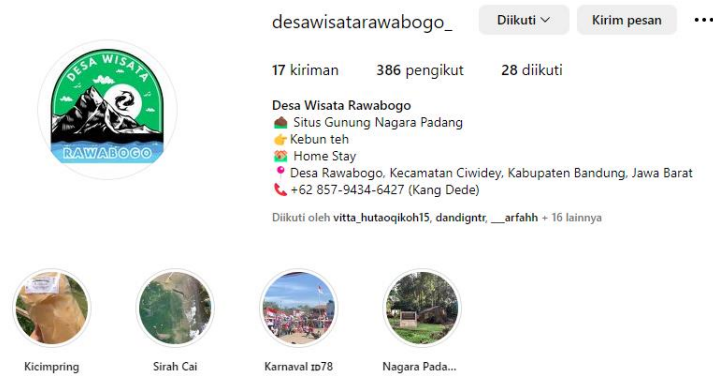 desawisatarawabogo_ Diikuti Kirim pesan
17 kiriman 386 pengikut 28 diikuti
DESA WISATA
RAWABOGO
Desa Wisata Rawabogo
Situs Gunung Nagara Padang
Kebun teh
Home Stay
Desa Rawabogo, Kecamatan Ciwidey, Kabupaten Bandung, Jawa Barat
+62 857-9434-6427 (Kang Dede)
Diikuti oleh vitta_hutaoqikoh15, dandigntr, ___arfahh + 16 lainnya
Kicimpring Sirah Cai Karnaval ɪᴅ78 Nagara Pada...